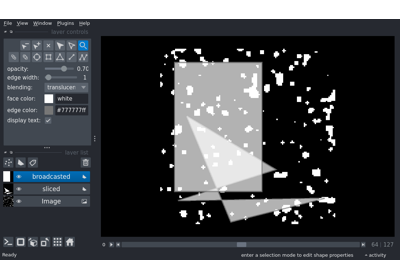 File View Window Plugins Help
layer controls
opacity: 0.70
edge width: 1
blending: translucen
face color: white
edge color: #777777ff
display text: ✓
layer list
broadcasted
sliced
Image
0 64 127
Ready enter a selection mode to edit shape properties activity